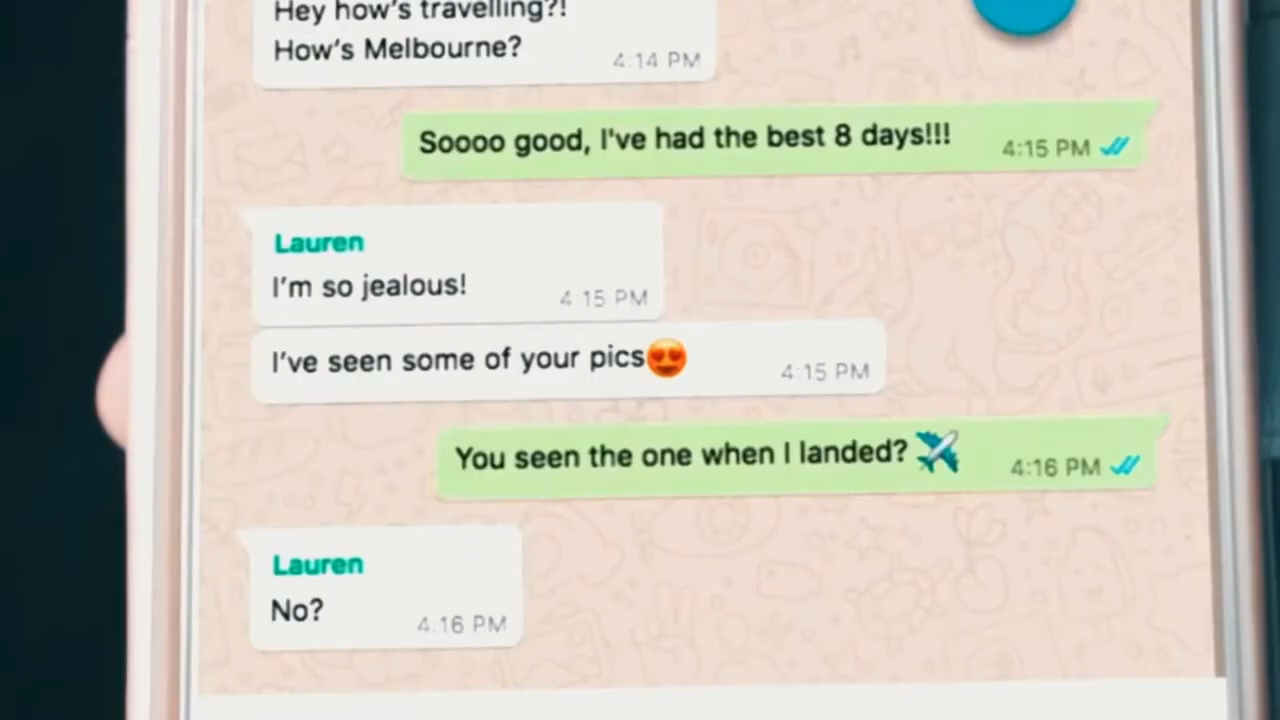 Hey how's travelling?!
How's Melbourne?
4:14 PM
Soooo good, I've had the best 8 days!!!
4:15 PM
Lauren
I'm so jealous!
4:15 PM
I've seen some of your pics😍
4:15 PM
You seen the one when I landed? ✈️
4:16 PM
Lauren
No?
4:16 PM